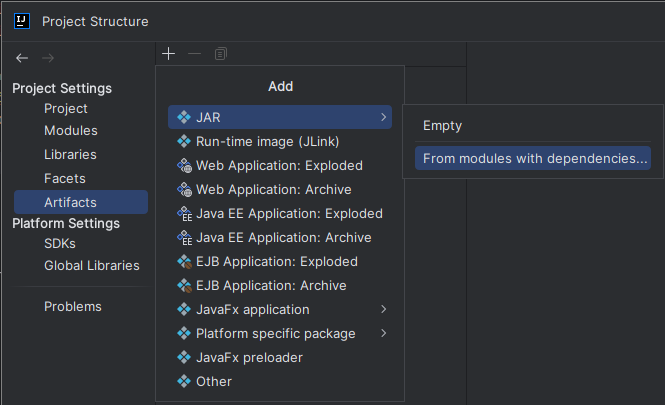 IJ
Project Structure
Project Settings
Project
Modules
Libraries
Facets
Artifacts
Platform Settings
SDKs
Global Libraries
Problems
Add
JAR
Run-time image (JLink)
Web Application: Exploded
Web Application: Archive
Java EE Application: Exploded
Java EE Application: Archive
EJB Application: Exploded
EJB Application: Archive
JavaFx application
Platform specific package
JavaFx preloader
Other
Empty
From modules with dependencies...